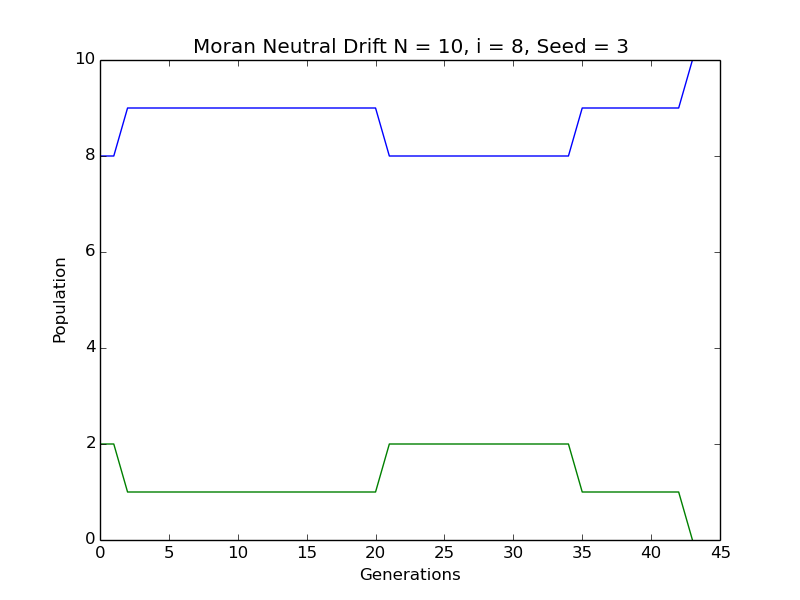 Moran Neutral Drift N = 10, i = 8, Seed = 3
10
8
6
4
2
0
Population
0 5 10 15 20 25 30 35 40 45
Generations